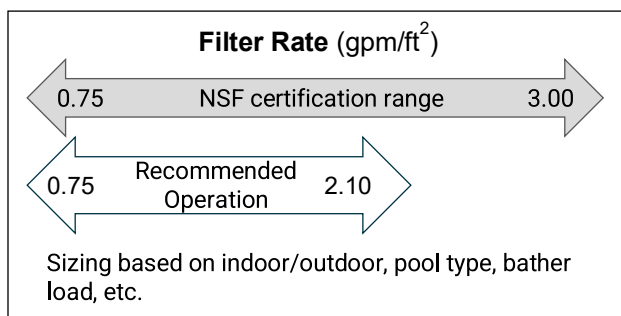 Filter Rate (gpm/ft²)
0.75 NSF certification range 3.00
0.75 Recommended Operation 2.10
Sizing based on indoor/outdoor, pool type, bather
load, etc.